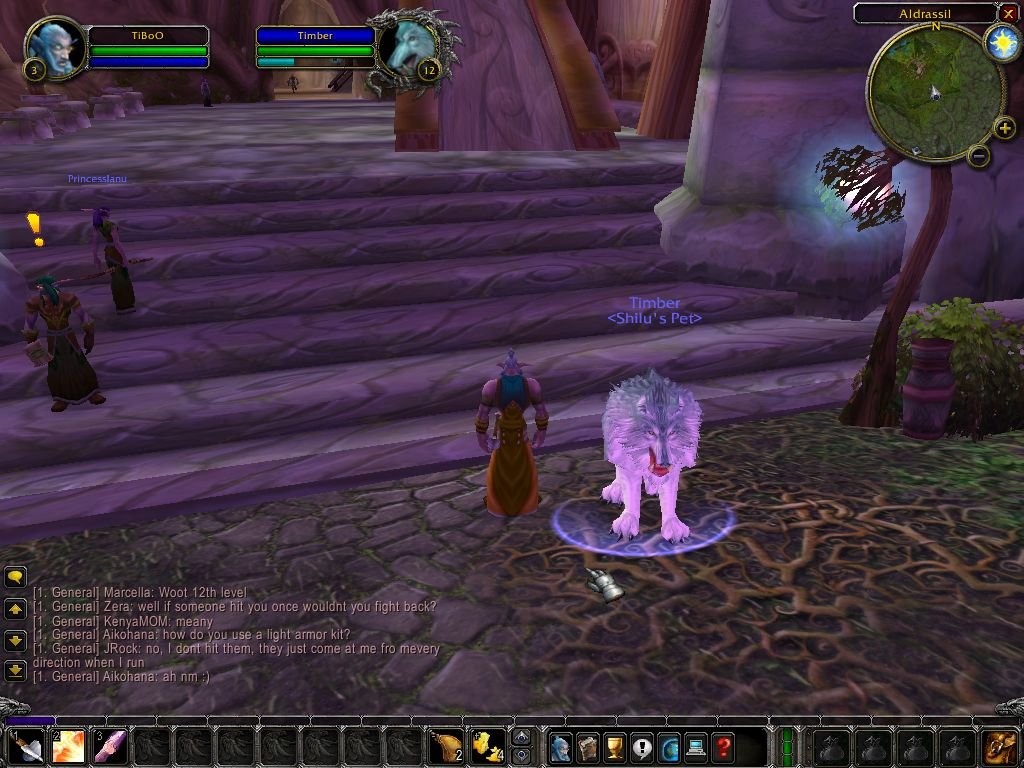 TiBoO
3
Timber
12
Aldrassil
N
Princesslanu
Timber
<Shilu's Pet>
[1. General] Marcella: Woot 12th level
[1. General] Zera: well if someone hit you once wouldnt you fight back?
[1. General] KenyaMOM: meany
[1. General] Aikohana: how do you use a light armor kit?
[1. General] JRock: no, I dont hit them, they just come at me fro mevery
direction when I run
[1. General] Aikohana: ah nm :)
1
2
3
2
4